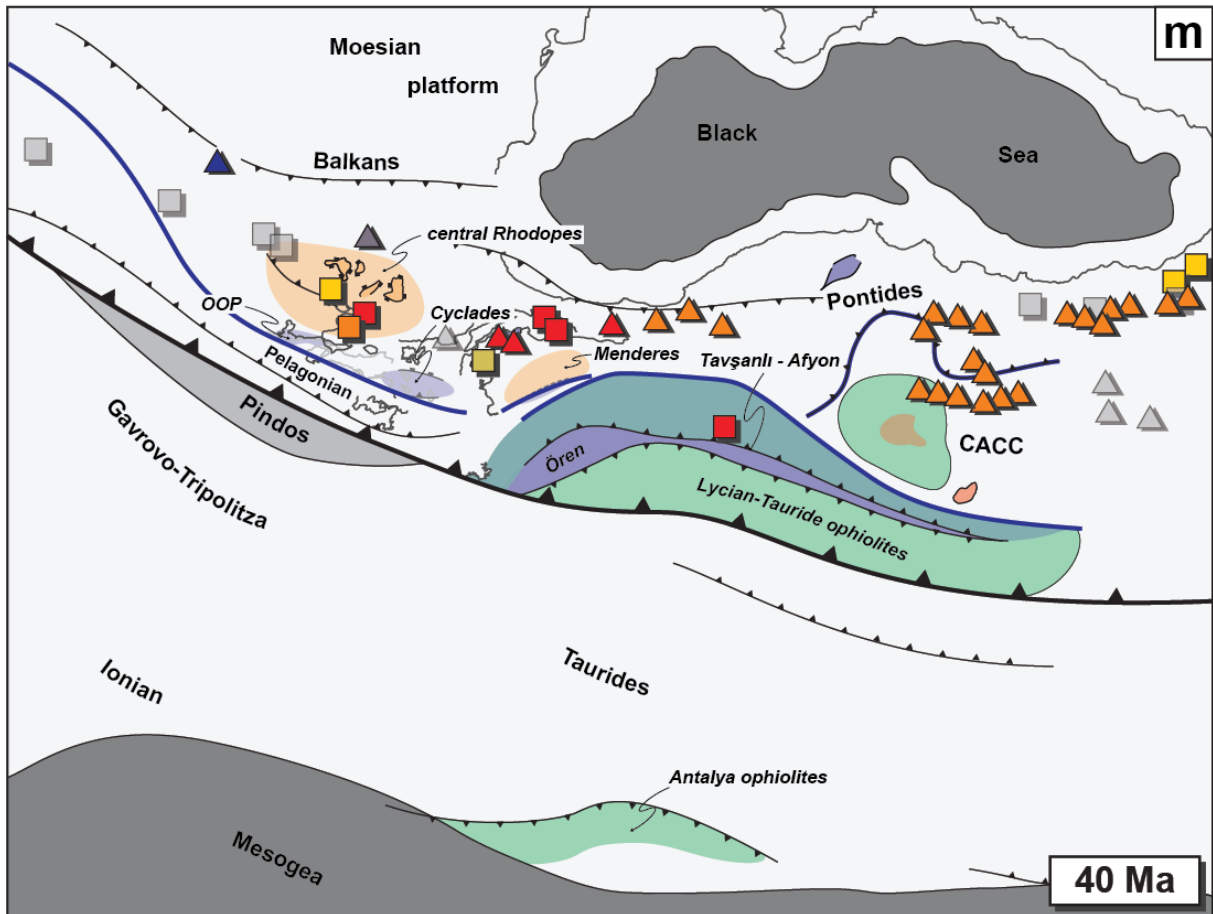 m
Moesian
platform
Black
Sea
Balkans
central Rhodopes
OOP
Cyclades
Pontides
Menderes
Tavşanlı - Afyon
Pelagonian
Pindos
Gavrovo-Tripolitza
Ören
CACC
Lycian-Tauride ophiolites
Ionian
Taurides
Antalya ophiolites
Mesogea
40 Ma